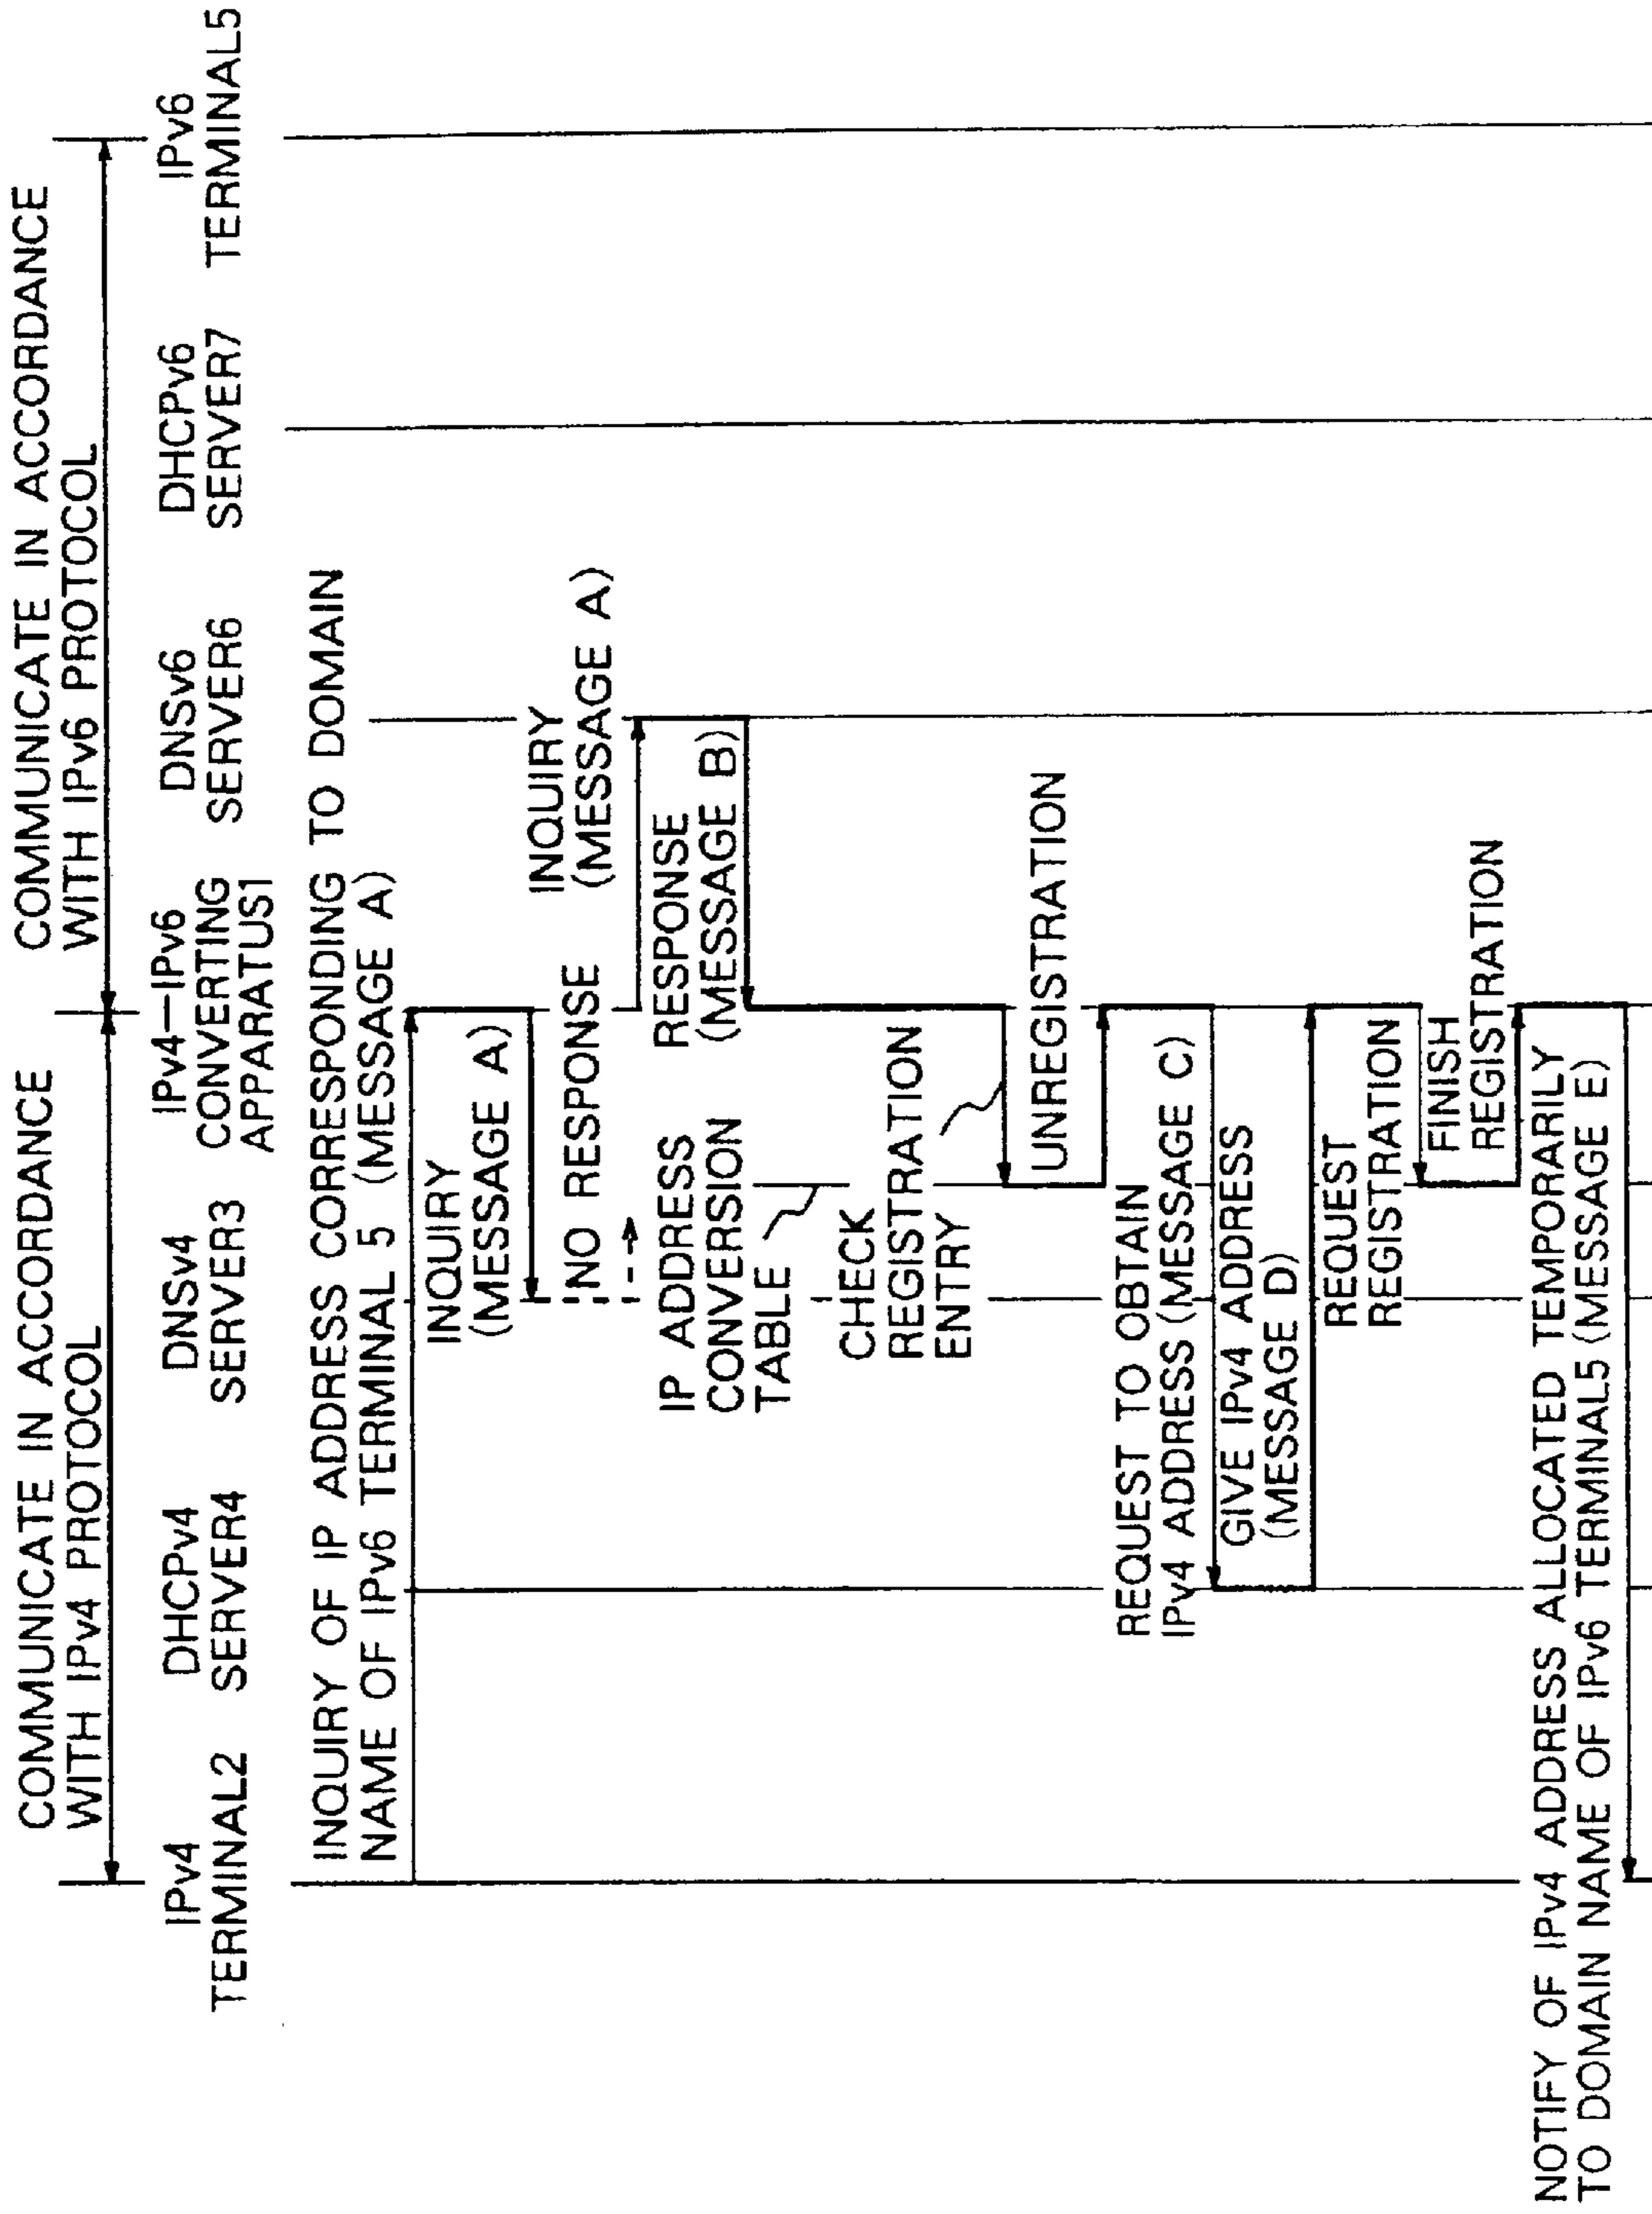 COMMUNICATE IN ACCORDANCE
WITH IPv4 PROTOCOL
COMMUNICATE IN ACCORDANCE
WITH IPv6 PROTOCOL
IPv4
TERMINAL2
DHCPv4
SERVER4
DNSv4
SERVER3
IPv4–IPv6
CONVERTING
APPARATUS1
DNSv6
SERVER6
DHCPv6
SERVER7
IPv6
TERMINAL5
INQUIRY OF IP ADDRESS CORRESPONDING TO DOMAIN
NAME OF IPv6 TERMINAL 5 (MESSAGE A)
INQUIRY
(MESSAGE A)
NO RESPONSE
INQUIRY
(MESSAGE A)
RESPONSE
(MESSAGE B)
IP ADDRESS
CONVERSION
TABLE
CHECK
REGISTRATION
ENTRY
UNREGISTRATION
REQUEST TO OBTAIN
IPv4 ADDRESS (MESSAGE C)
GIVE IPv4 ADDRESS
(MESSAGE D)
REQUEST
REGISTRATION
FINISH
REGISTRATION
NOTIFY OF IPv4 ADDRESS ALLOCATED TEMPORARILY
TO DOMAIN NAME OF IPv6 TERMINAL5 (MESSAGE E)